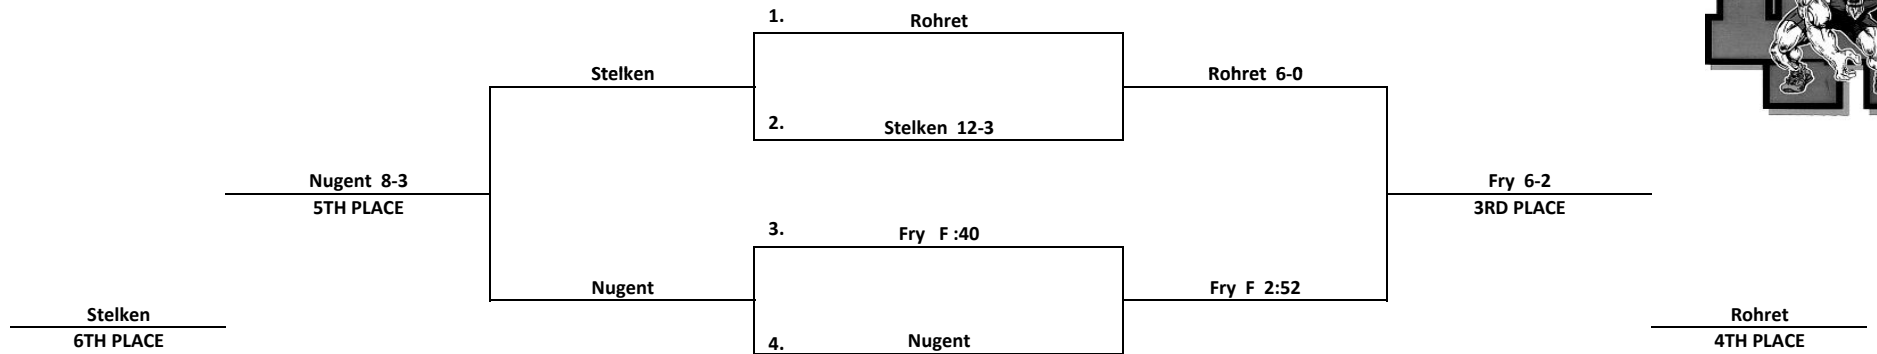 1.
Rohret
Stelken
Rohret 6-0
2.
Stelken 12-3
Nugent 8-3
5TH PLACE
Fry 6-2
3RD PLACE
3.
Fry F :40
Nugent
Fry F 2:52
Stelken
6TH PLACE
Rohret
4TH PLACE
4.
Nugent